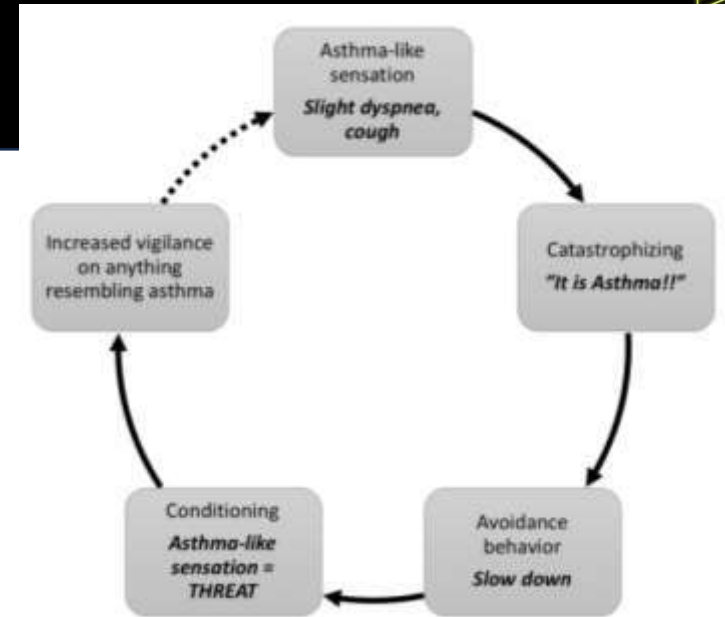 Asthma-like
sensation
Slight dyspnea,
cough
Catastrophizing
"It is Asthma!!"
Avoidance
behavior
Slow down
Conditioning
Asthma-like
sensation =
THREAT
Increased vigilance
on anything
resembling asthma